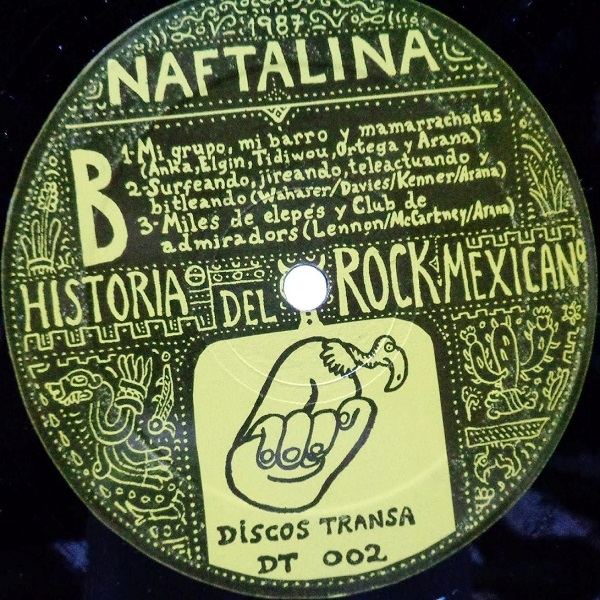 1987
NAFTALINA
B
1-Mi grupo, mi barro y mamarrachadas
(Anka, Elgin, Tidiwou, Ortega y Arana)
2-Surfeando, jireando, teleactuando y
bitleando (Wanarer/Davies/Kenner/Arana)
3-Miles de elepés y Club de
admiradors (Lennon/McCartney/Arana)
HISTORIA DEL ROCK MEXICANO
DISCOS TRANSA
DT 002